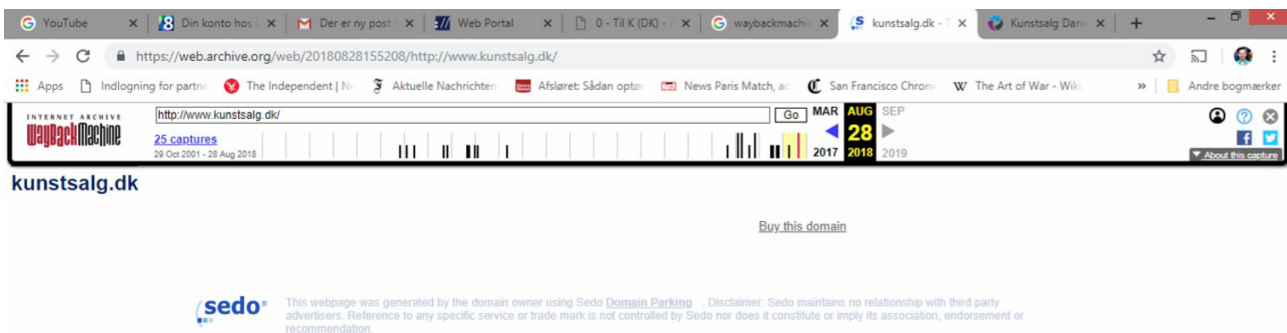 YouTube
Din konto hos
Der er ny post
Web Portal
0 - Til K (DK) -
waybackmachin
kunstsalg.dk -
Kunstsalg Danm
https://web.archive.org/web/20180828155208/http://www.kunstsalg.dk/
Apps
Indlogning for partne
The Independent | N
Aktuelle Nachrichten
Afsløret: Sådan optø
News Paris Match, ac
San Francisco Chroni
The Art of War - Wiki
»
Andre bogmærker
INTERNET ARCHIVE
WayBackMachine
http://www.kunstsalg.dk/
Go
MAR AUG SEP
25 captures
28
29 Oct 2001 - 28 Aug 2018
2017 2018 2019
About this capture
kunstsalg.dk
Buy this domain
sedo
This webpage was generated by the domain owner using Sedo Domain Parking . Disclaimer: Sedo maintains no relationship with third party
advertisers. Reference to any specific service or trade mark is not controlled by Sedo nor does it constitute or imply its association, endorsement or
recommendation.